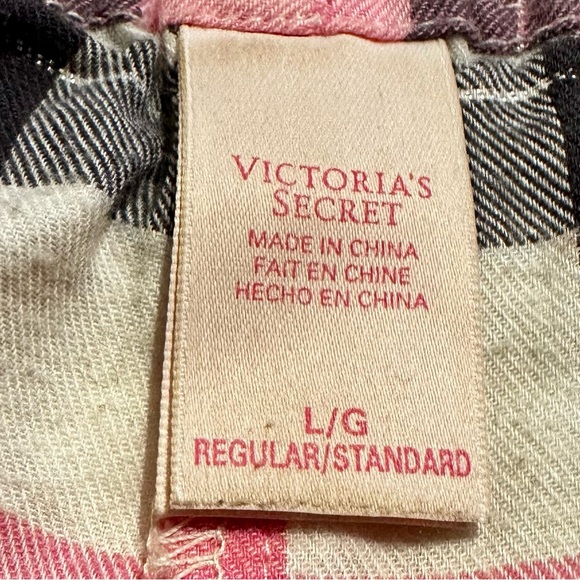 VICTORIA'S
SECRET
MADE IN CHINA
FAIT EN CHINE
HECHO EN CHINA
L/G
REGULAR/STANDARD